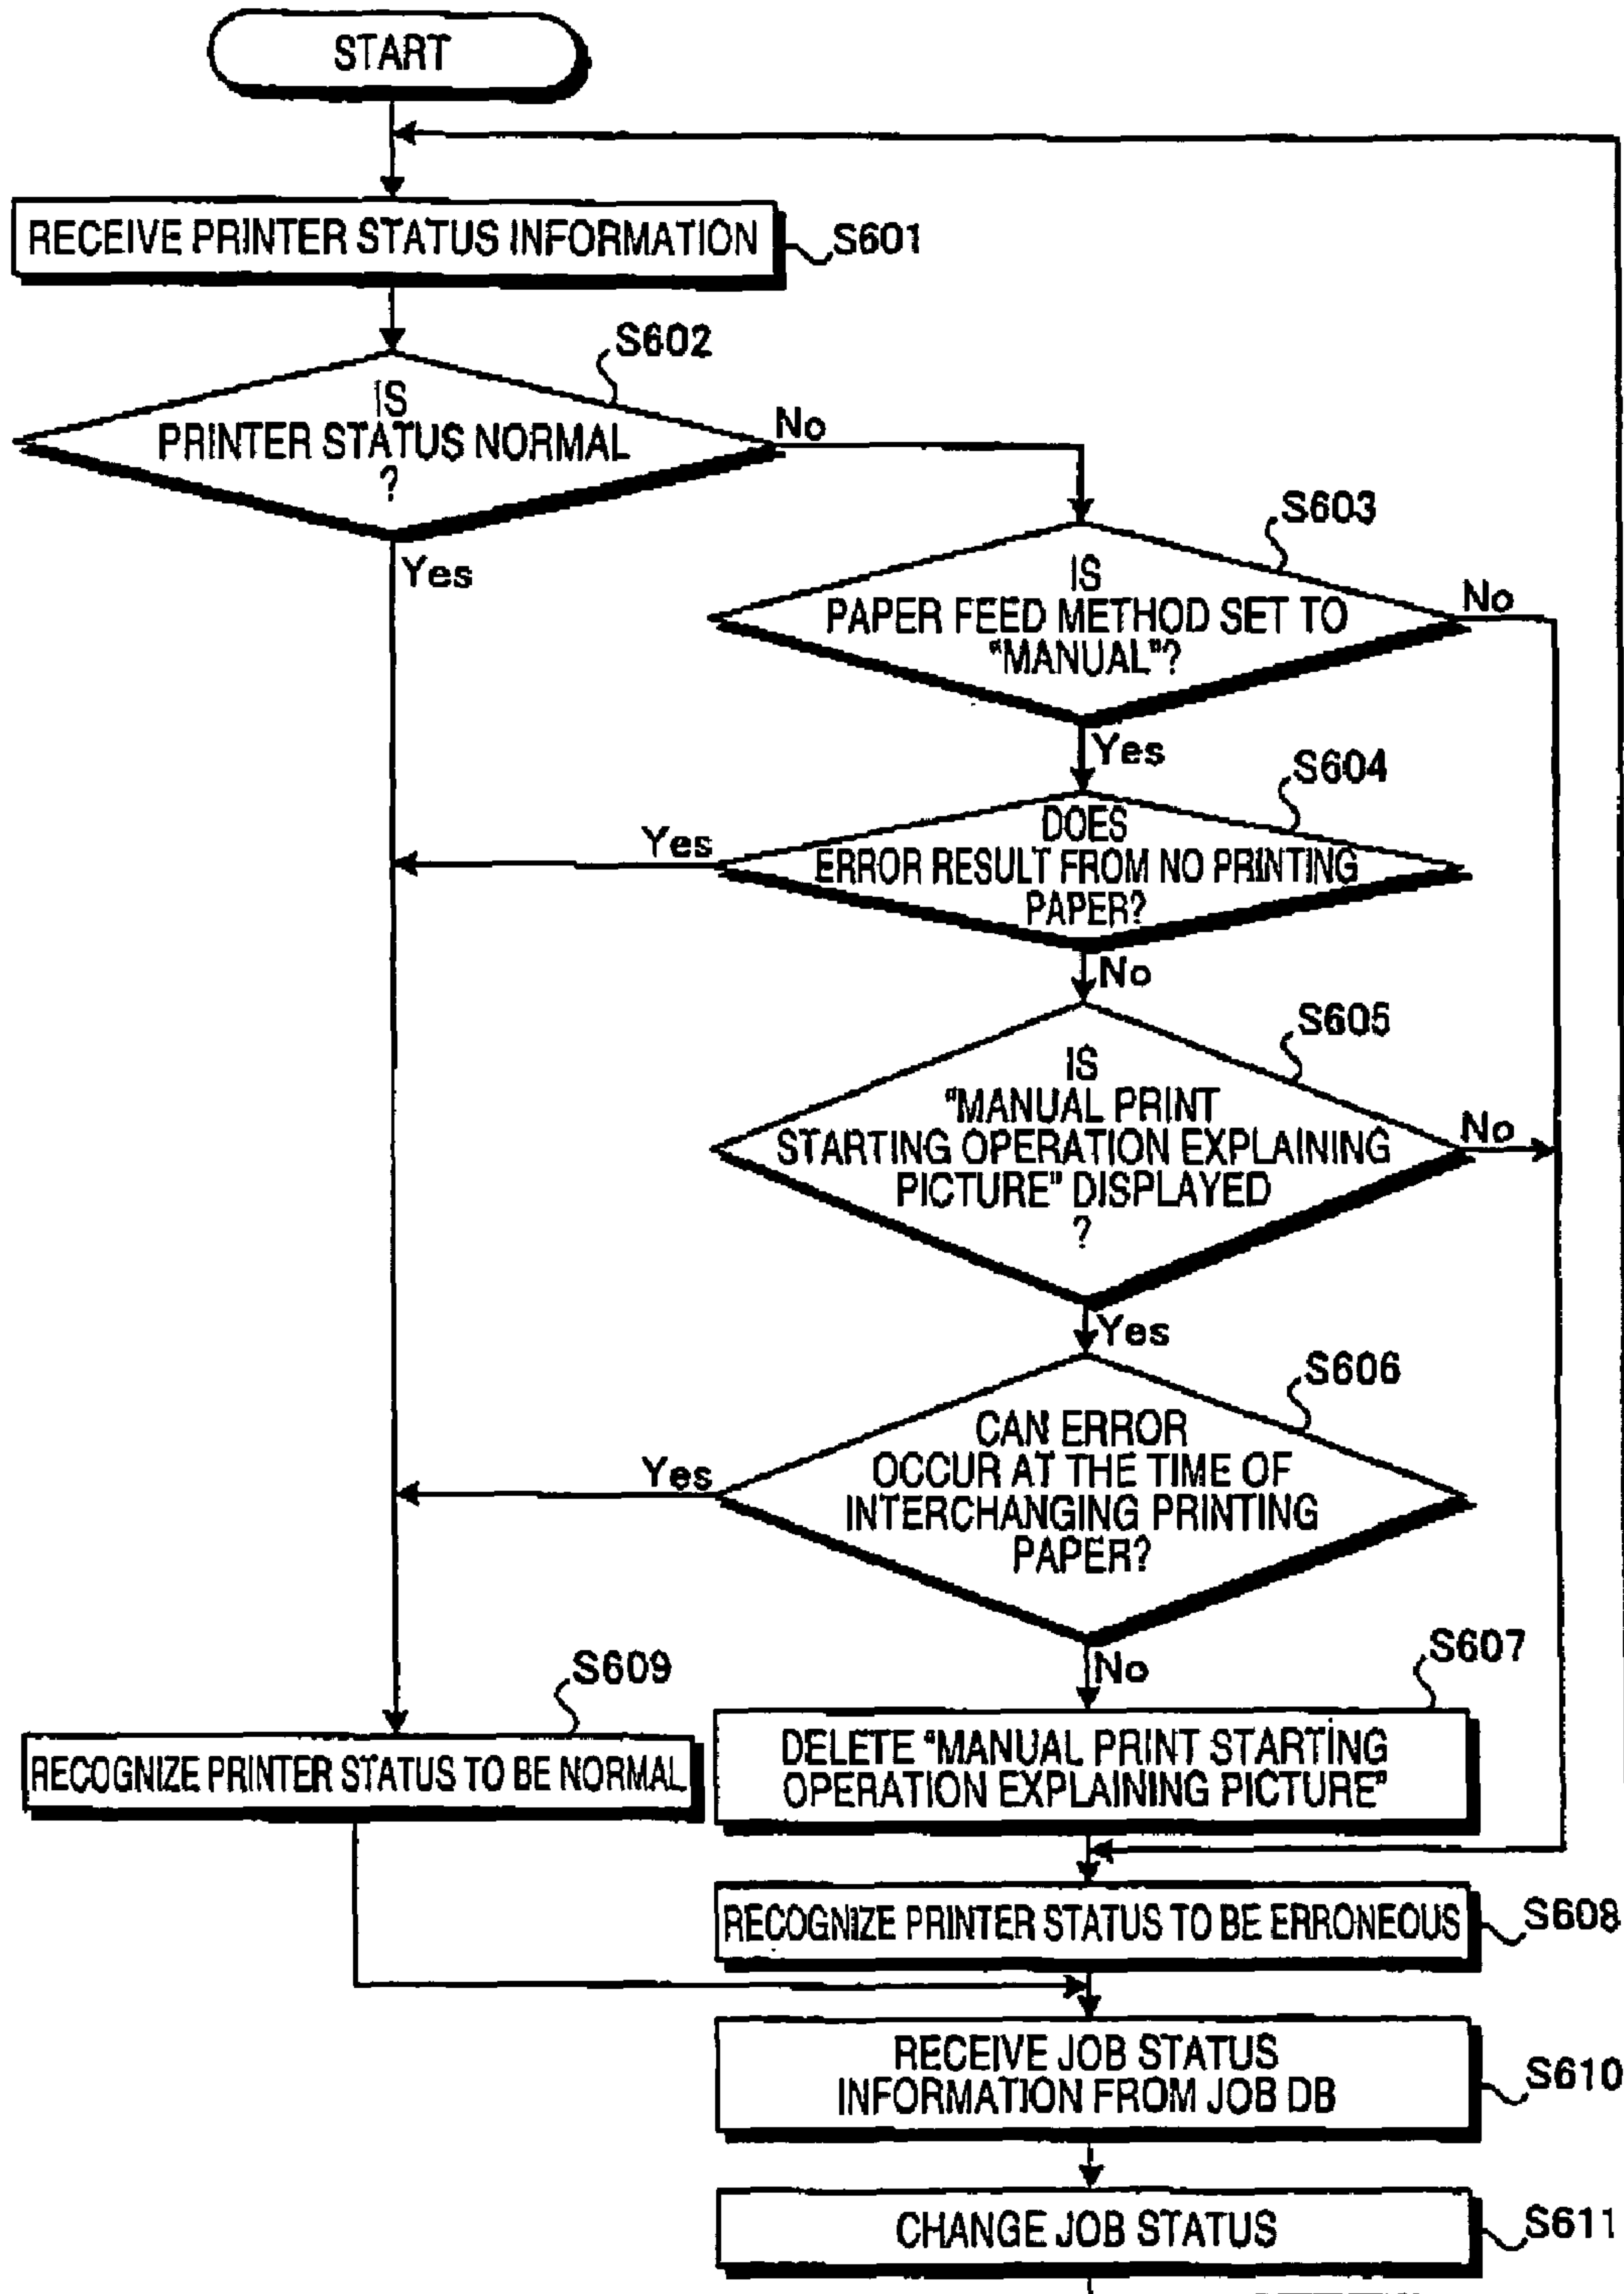 START
RECEIVE PRINTER STATUS INFORMATION
S601
S602
IS
PRINTER STATUS NORMAL
?
No
Yes
S603
IS
PAPER FEED METHOD SET TO
"MANUAL"?
No
Yes
S604
DOES
ERROR RESULT FROM NO PRINTING
PAPER?
Yes
No
S605
IS
"MANUAL PRINT
STARTING OPERATION EXPLAINING
PICTURE" DISPLAYED
?
No
Yes
S606
CAN ERROR
OCCUR AT THE TIME OF
INTERCHANGING PRINTING
PAPER?
Yes
No
S607
DELETE "MANUAL PRINT STARTING
OPERATION EXPLAINING PICTURE"
S609
RECOGNIZE PRINTER STATUS TO BE NORMAL
RECOGNIZE PRINTER STATUS TO BE ERRONEOUS
S608
RECEIVE JOB STATUS
INFORMATION FROM JOB DB
S610
CHANGE JOB STATUS
S611